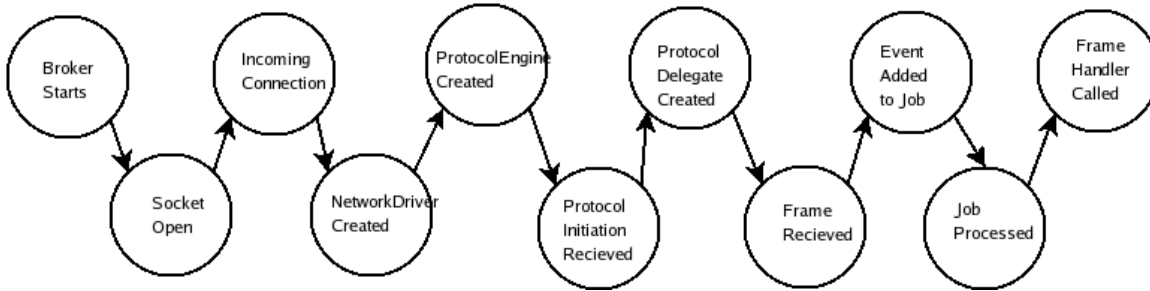 Broker
Starts
Socket
Open
Incoming
Connection
NetworkDriver
Created
ProtocolEngine
Created
Protocol
Initiation
Recieved
Protocol
Delegate
Created
Frame
Recieved
Event
Added
to Job
Job
Processed
Frame
Handler
Called